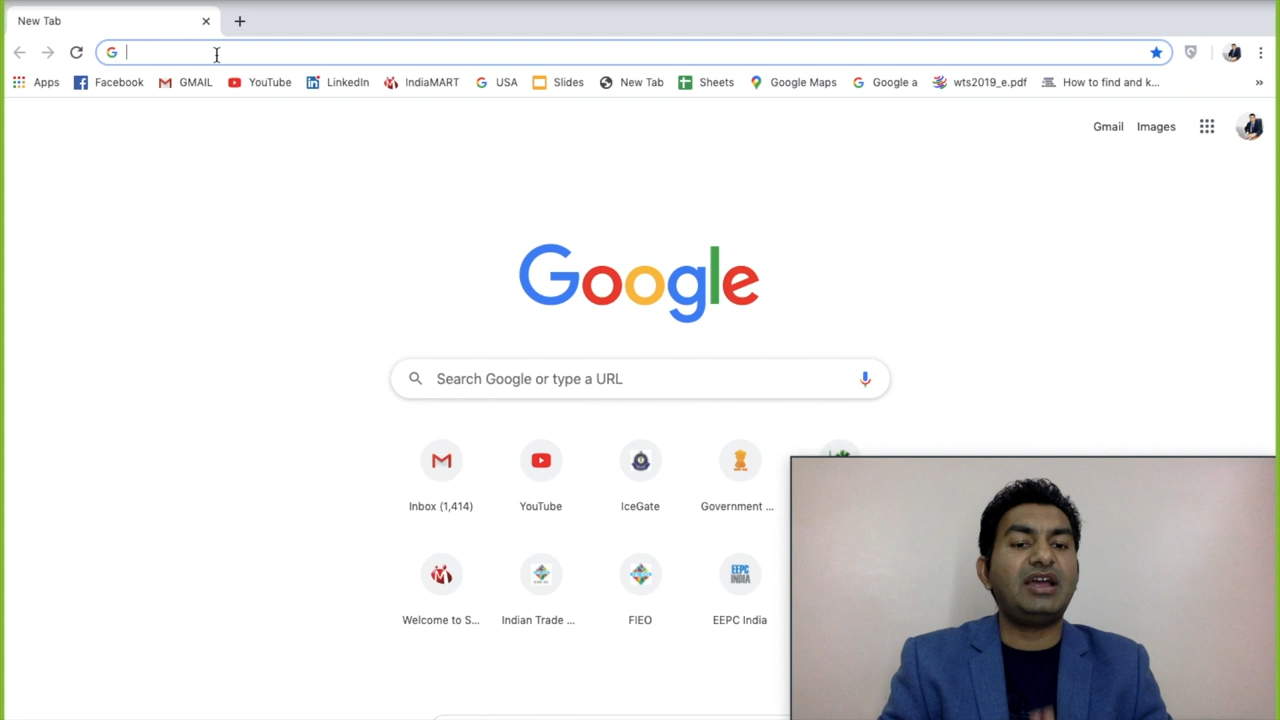 New Tab
Apps Facebook GMAIL YouTube LinkedIn IndiaMART USA Slides New Tab Sheets Google Maps Google a wts2019_e.pdf How to find and k... »
Gmail Images
Google
Search Google or type a URL
Inbox (1,414) YouTube IceGate Government ...
EEPC INDIA
Welcome to S... Indian Trade ... FIEO EEPC India